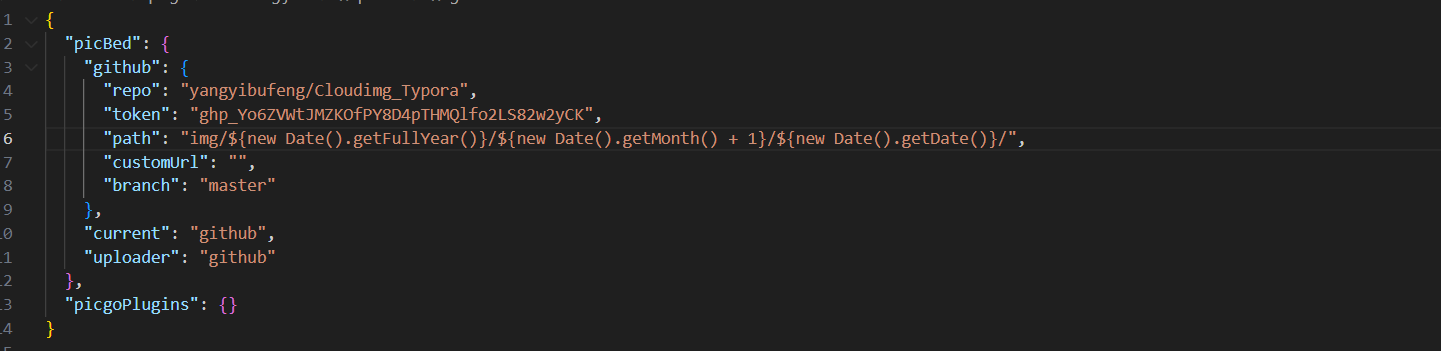 1 {
2 "picBed": {
3 "github": {
4 "repo": "yangyibufeng/Cloudimg_Typora",
5 "token": "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",
6 "path": "img/${new Date().getFullYear()}/${new Date().getMonth() + 1}/${new Date().getDate()}/",
7 "customUrl": "",
8 "branch": "master"
9 },
10 "current": "github",
11 "uploader": "github"
12 },
13 "picgoPlugins": {}
14 }